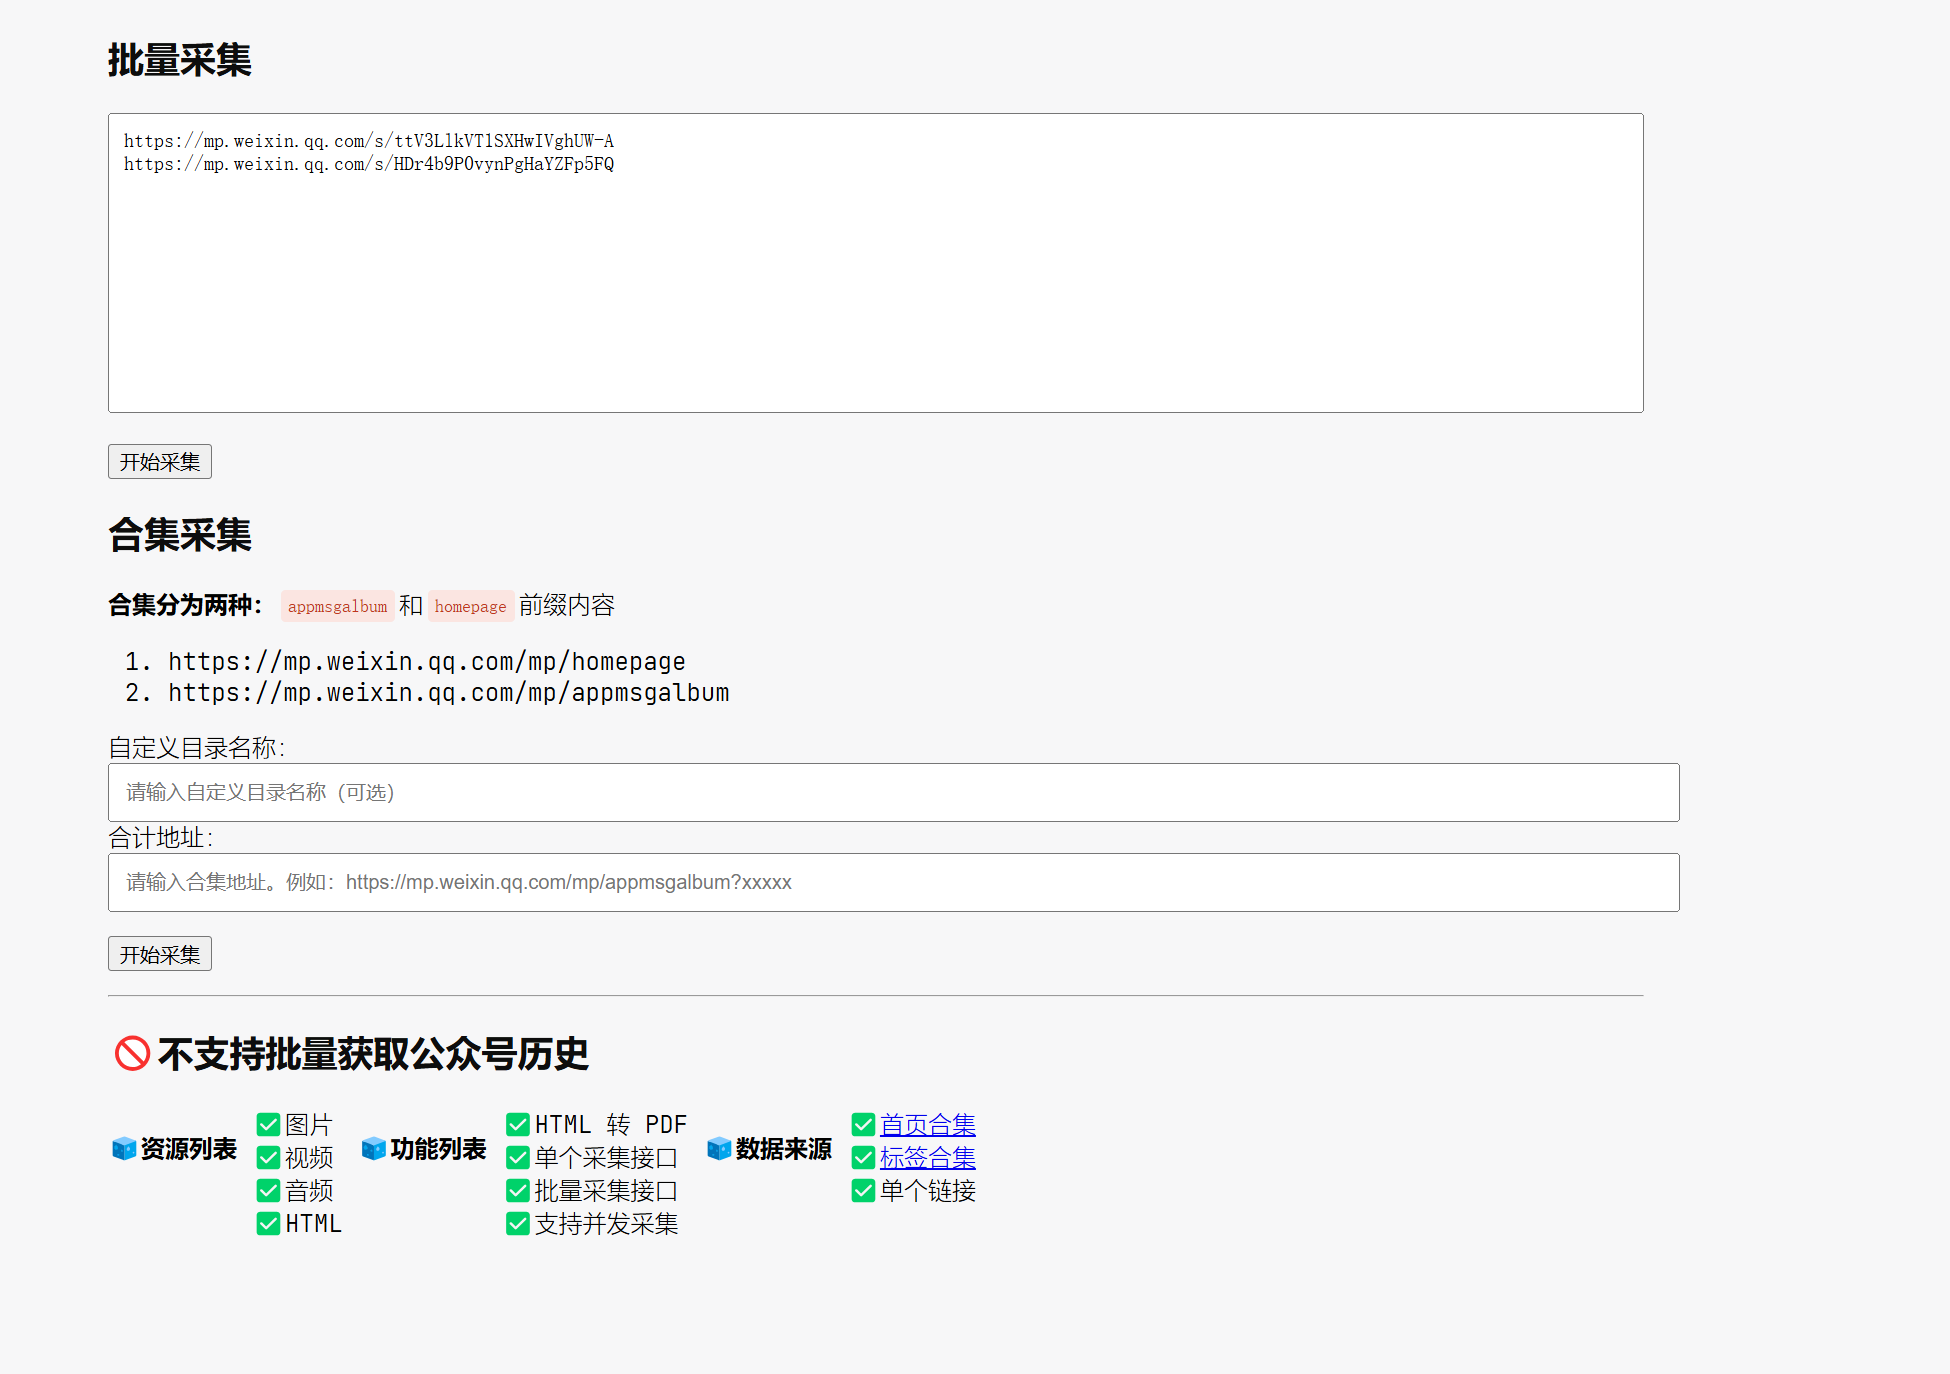 批量采集
https://mp.weixin.qq.com/s/ttV3LlkVTlSXHwIVghUW-A
https://mp.weixin.qq.com/s/HDr4b9P0vynPgHaYZFp5FQ
开始采集
合集采集
合集分为两种： appmsgalbum 和 homepage 前缀内容
1. https://mp.weixin.qq.com/mp/homepage
2. https://mp.weixin.qq.com/mp/appmsgalbum
自定义目录名称：
请输入自定义目录名称（可选）
合计地址：
请输入合集地址。例如：https://mp.weixin.qq.com/mp/appmsgalbum?xxxxx
开始采集
🚫不支持批量获取公众号历史
🧊资源列表
✅图片
✅视频
✅音频
✅HTML
🧊功能列表
✅HTML 转 PDF
✅单个采集接口
✅批量采集接口
✅支持并发采集
🧊数据来源
✅首页合集
✅标签合集
✅单个链接